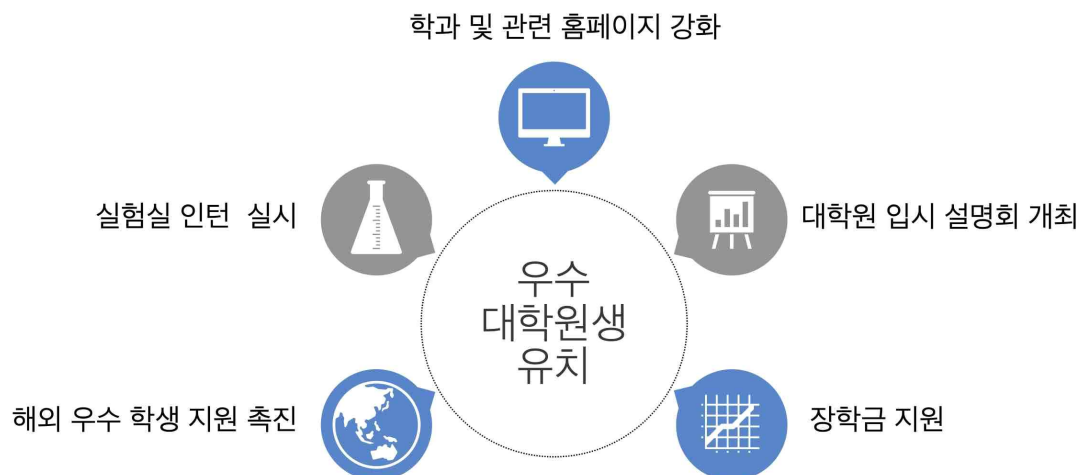 학과 및 관련 홈페이지 강화
실험실 인턴 실시
대학원 입시 설명회 개최
우수
대학원생
유치
해외 우수 학생 지원 촉진
장학금 지원